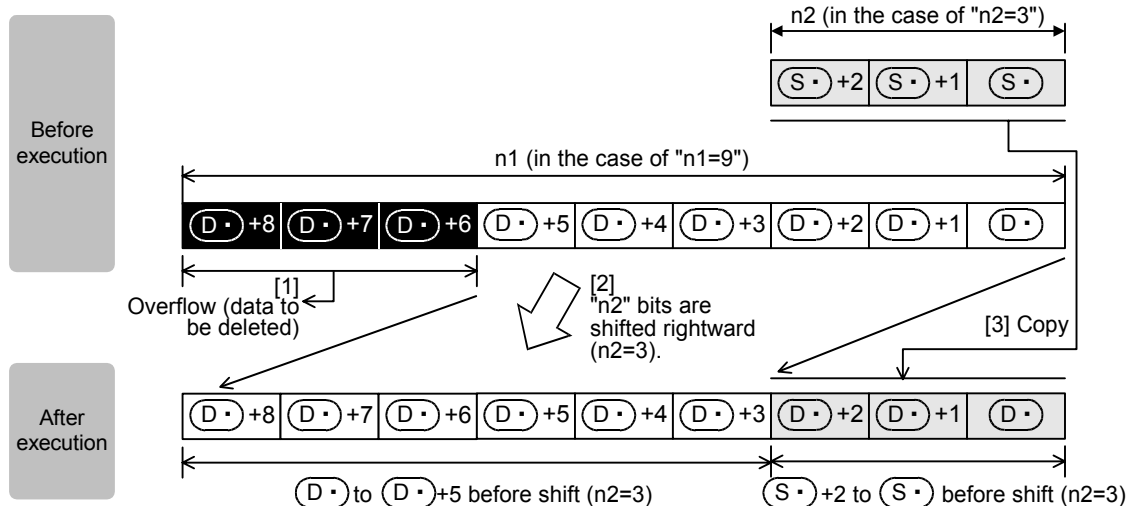 n2 (in the case of "n2=3")
S・ +2 S・ +1 S・
Before
execution
n1 (in the case of "n1=9")
D・ +8 D・ +7 D・ +6 D・ +5 D・ +4 D・ +3 D・ +2 D・ +1 D・
[1]
Overflow (data to
be deleted)
[2]
"n2" bits are
shifted rightward
(n2=3).
[3] Copy
After
execution
D・ +8 D・ +7 D・ +6 D・ +5 D・ +4 D・ +3 D・ +2 D・ +1 D・
D・ to D・ +5 before shift (n2=3)
S・ +2 to S・ before shift (n2=3)